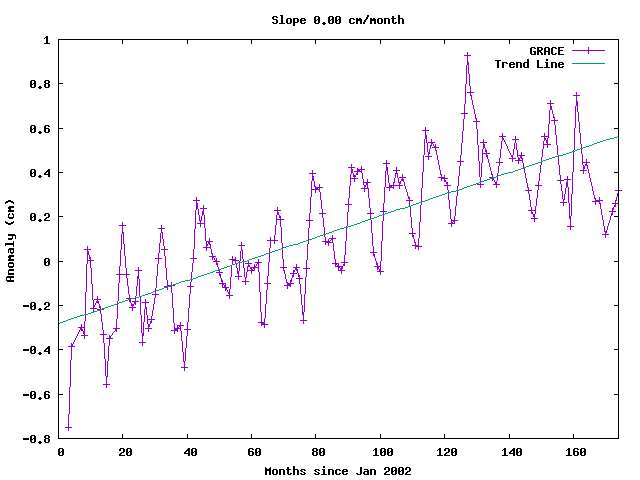 Slope 0.00 cm/month
GRACE
Trend Line
1
0.8
0.6
0.4
0.2
0
-0.2
-0.4
-0.6
-0.8
Anomaly (cm)
0 20 40 60 80 100 120 140 160
Months since Jan 2002